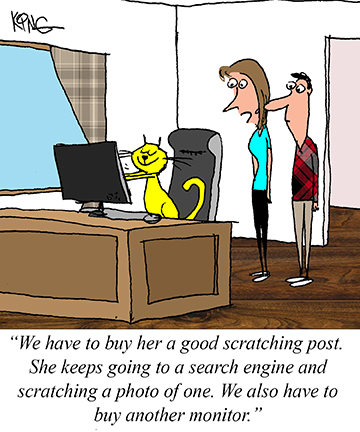 KONG
“We have to buy her a good scratching post.
She keeps going to a search engine and
scratching a photo of one. We also have to
buy another monitor.”